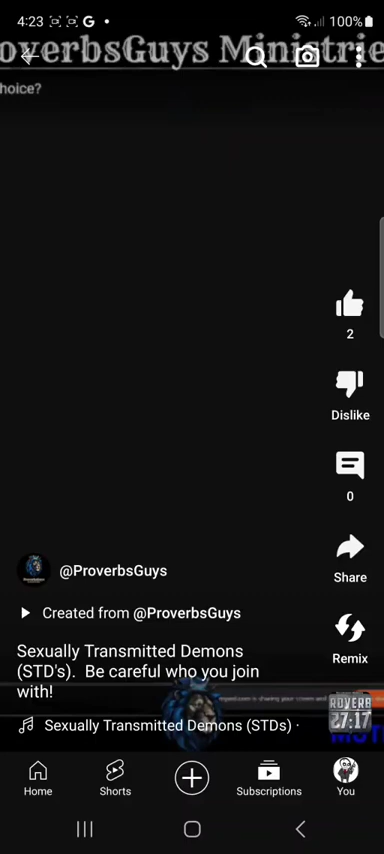 4:23 G 100%
overbsGuys Ministrie
hoice?
2
Dislike
0
Share
Remix
@ProverbsGuys
Created from @ProverbsGuys
Sexually Transmitted Demons
(STD's). Be careful who you join
with!
Sexually Transmitted Demons (STDs) ·
27:17
Home
Shorts
Subscriptions
You